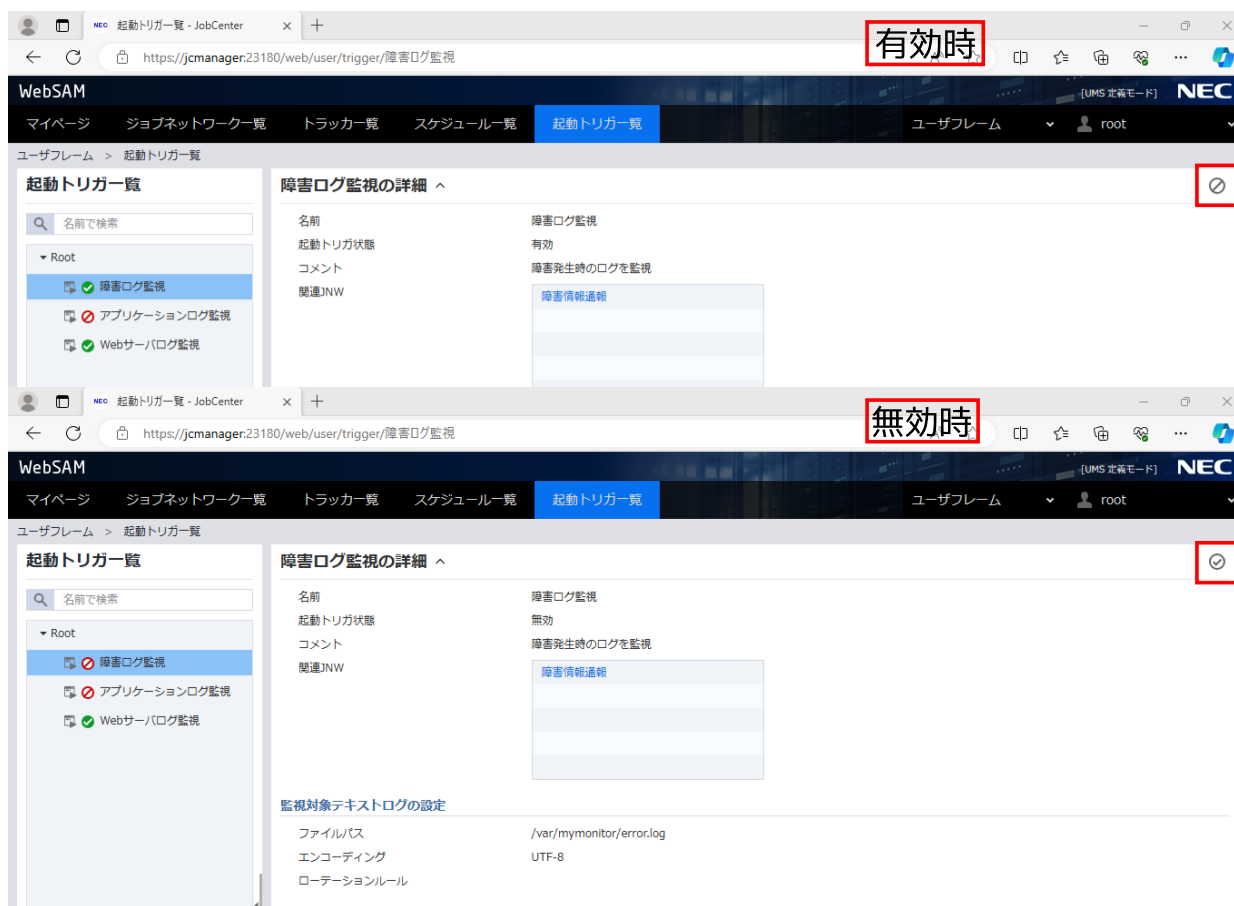 NEC 起動トリガ一覧 - JobCenter
有効時
https://jcmanager:23180/web/user/trigger/障害ログ監視
WebSAM
[UMS 定義モード] NEC
マイページ ジョブネットワーク一覧 トラッカ一覧 スケジュール一覧 起動トリガ一覧 ユーザフレーム root
ユーザフレーム > 起動トリガ一覧
起動トリガ一覧
名前で検索
Root
障害ログ監視
アプリケーションログ監視
Webサーバログ監視
障害ログ監視の詳細
名前 障害ログ監視
起動トリガ状態 有効
コメント 障害発生時のログを監視
関連JNW 障害情報通報
NEC 起動トリガ一覧 - JobCenter
無効時
https://jcmanager:23180/web/user/trigger/障害ログ監視
WebSAM
[UMS 定義モード] NEC
マイページ ジョブネットワーク一覧 トラッカ一覧 スケジュール一覧 起動トリガ一覧 ユーザフレーム root
ユーザフレーム > 起動トリガ一覧
起動トリガ一覧
名前で検索
Root
障害ログ監視
アプリケーションログ監視
Webサーバログ監視
障害ログ監視の詳細
名前 障害ログ監視
起動トリガ状態 無効
コメント 障害発生時のログを監視
関連JNW 障害情報通報
監視対象テキストログの設定
ファイルパス /var/mymonitor/error.log
エンコーディング UTF-8
ローテーションルール